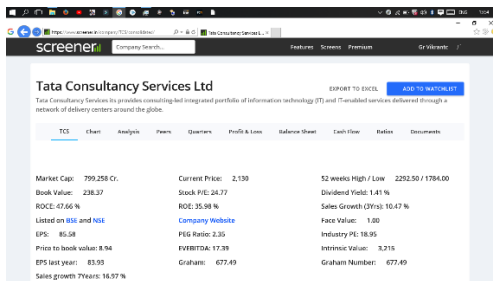 1:04
https://www.screener.in/company/TCS/consolidated/
Tata Consultancy Services L...
screener
Company Search...
Features Screens Premium Gr Vikrante
Tata Consultancy Services Ltd
EXPORT TO EXCEL ADD TO WATCHLIST
Tata Consultancy Services its provides consulting-led integrated portfolio of information technology (IT) and IT-enabled services delivered through a
network of delivery centers around the globe.
TCS Chart Analysis Peers Quarters Profit & Loss Balance Sheet Cash Flow Ratios Documents
Market Cap: 799,258 Cr. Current Price: 2,130 52 weeks High / Low 2292.50 / 1784.00
Book Value: 238.37 Stock P/E: 24.77 Dividend Yield: 1.41 %
ROCE: 47.66 % ROE: 35.98 % Sales Growth (3Yrs): 10.47 %
Listed on BSE and NSE Company Website Face Value: 1.00
EPS: 85.58 PEG Ratio: 2.35 Industry PE: 18.95
Price to book value: 8.94 EVEBITDA: 17.39 Intrinsic Value: 3,215
EPS last year: 83.93 Graham: 677.49 Graham Number: 677.49
Sales growth 7Years: 16.97 %